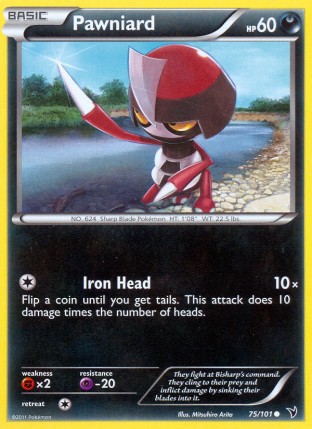 BASIC
Pawniard
HP60
NO. 624 Sharp Blade Pokémon HT: 1'08" WT: 22.5 lbs.
Iron Head 10×
Flip a coin until you get tails. This attack does 10
damage times the number of heads.
weakness
×2
resistance
-20
retreat
They fight at Bisharp's command.
They cling to their prey and
inflict damage by sinking their
blades into it.
©2011 Pokémon
Illus. Mitsuhiro Arita
75/101